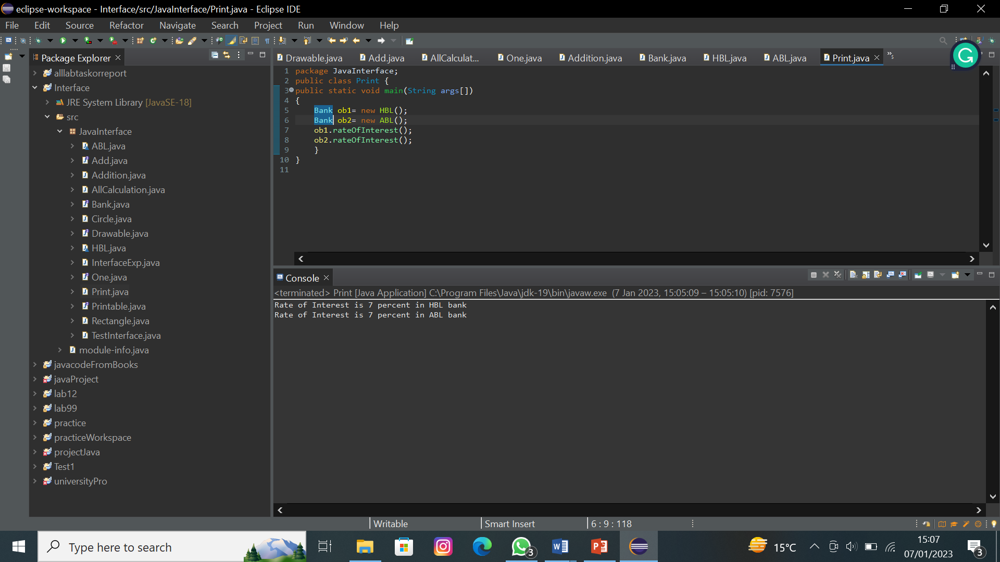 eclipse-workspace - Interface/src/JavaInterface/Print.java - Eclipse IDE
File Edit Source Refactor Navigate Search Project Run Window Help
Package Explorer
alllabtaskorreport
Interface
JRE System Library [JavaSE-18]
src
JavaInterface
ABL.java
Add.java
Addition.java
AllCalculation.java
Bank.java
Circle.java
Drawable.java
HBL.java
InterfaceExp.java
One.java
Print.java
Printable.java
Rectangle.java
TestInterface.java
module-info.java
javacodeFromBooks
javaProject
lab12
lab99
practice
practiceWorkspace
projectJava
Test1
universityPro
Drawable.java Add.java AllCalculat... One.java Addition.java Bank.java HBL.java ABL.java Print.java »5
1 package JavaInterface;
2 public class Print {
3 public static void main(String args[])
4 {
5 Bank ob1= new HBL();
6 Bank ob2= new ABL();
7 ob1.rateOfInterest();
8 ob2.rateOfInterest();
9 }
10 }
11
Console
<terminated> Print [Java Application] C:\Program Files\Java\jdk-19\bin\javaw.exe (7 Jan 2023, 15:05:09 – 15:05:10) [pid: 7576]
Rate of Interest is 7 percent in HBL bank
Rate of Interest is 7 percent in ABL bank
Writable Smart Insert 6 : 9 : 118
Type here to search
3
15°C
15:07
07/01/2023
3